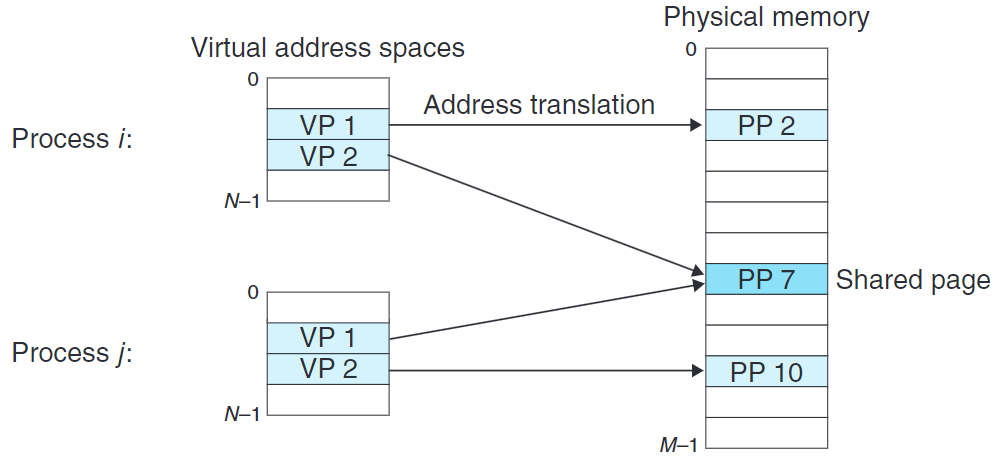 Physical memory
Virtual address spaces
0
0
Address translation
Process i:
VP 1
PP 2
VP 2
N–1
PP 7
Shared page
0
VP 1
Process j:
VP 2
PP 10
N–1
M–1